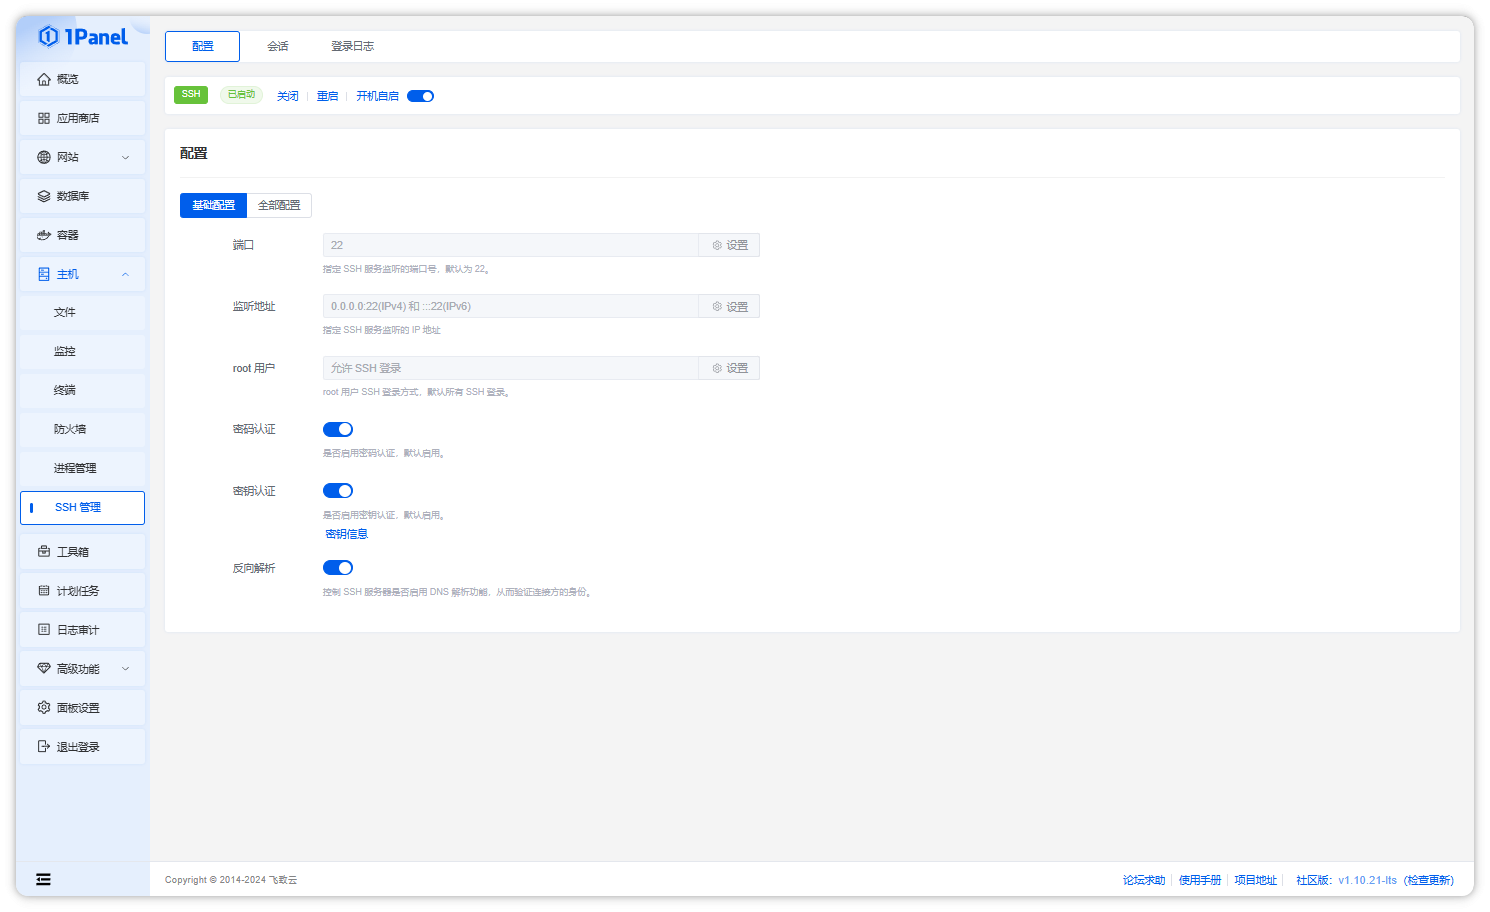 1Panel
概览
应用商店
网站
数据库
容器
主机
文件
监控
终端
防火墙
进程管理
SSH 管理
工具箱
计划任务
日志审计
高级功能
面板设置
退出登录
配置
会话
登录日志
SSH
已启动
关闭
重启
开机自启
配置
基础配置
全部配置
端口
22
设置
指定 SSH 服务监听的端口号，默认为 22。
监听地址
0.0.0.0:22(IPv4) 和 :::22(IPv6)
设置
指定 SSH 服务监听的 IP 地址
root 用户
允许 SSH 登录
设置
root 用户 SSH 登录方式，默认所有 SSH 登录。
密码认证
是否启用密码认证，默认启用。
密钥认证
是否启用密钥认证，默认启用。
密钥信息
反向解析
控制 SSH 服务器是否启用 DNS 解析功能，从而验证连接方的身份。
Copyright © 2014-2024 飞致云
论坛求助
使用手册
项目地址
社区版：v1.10.21-lts (检查更新)